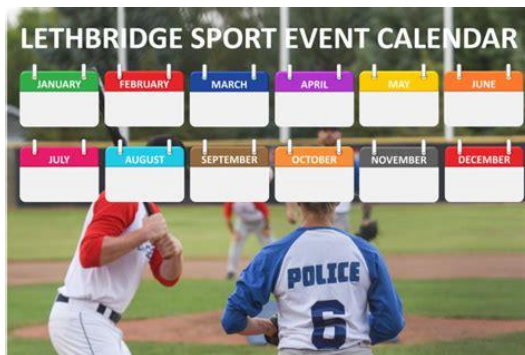 LETHBRIDGE SPORT EVENT CALENDAR
JANUARY FEBRUARY MARCH APRIL MAY JUNE
JULY AUGUST SEPTEMBER OCTOBER NOVEMBER DECEMBER
POLICE
6